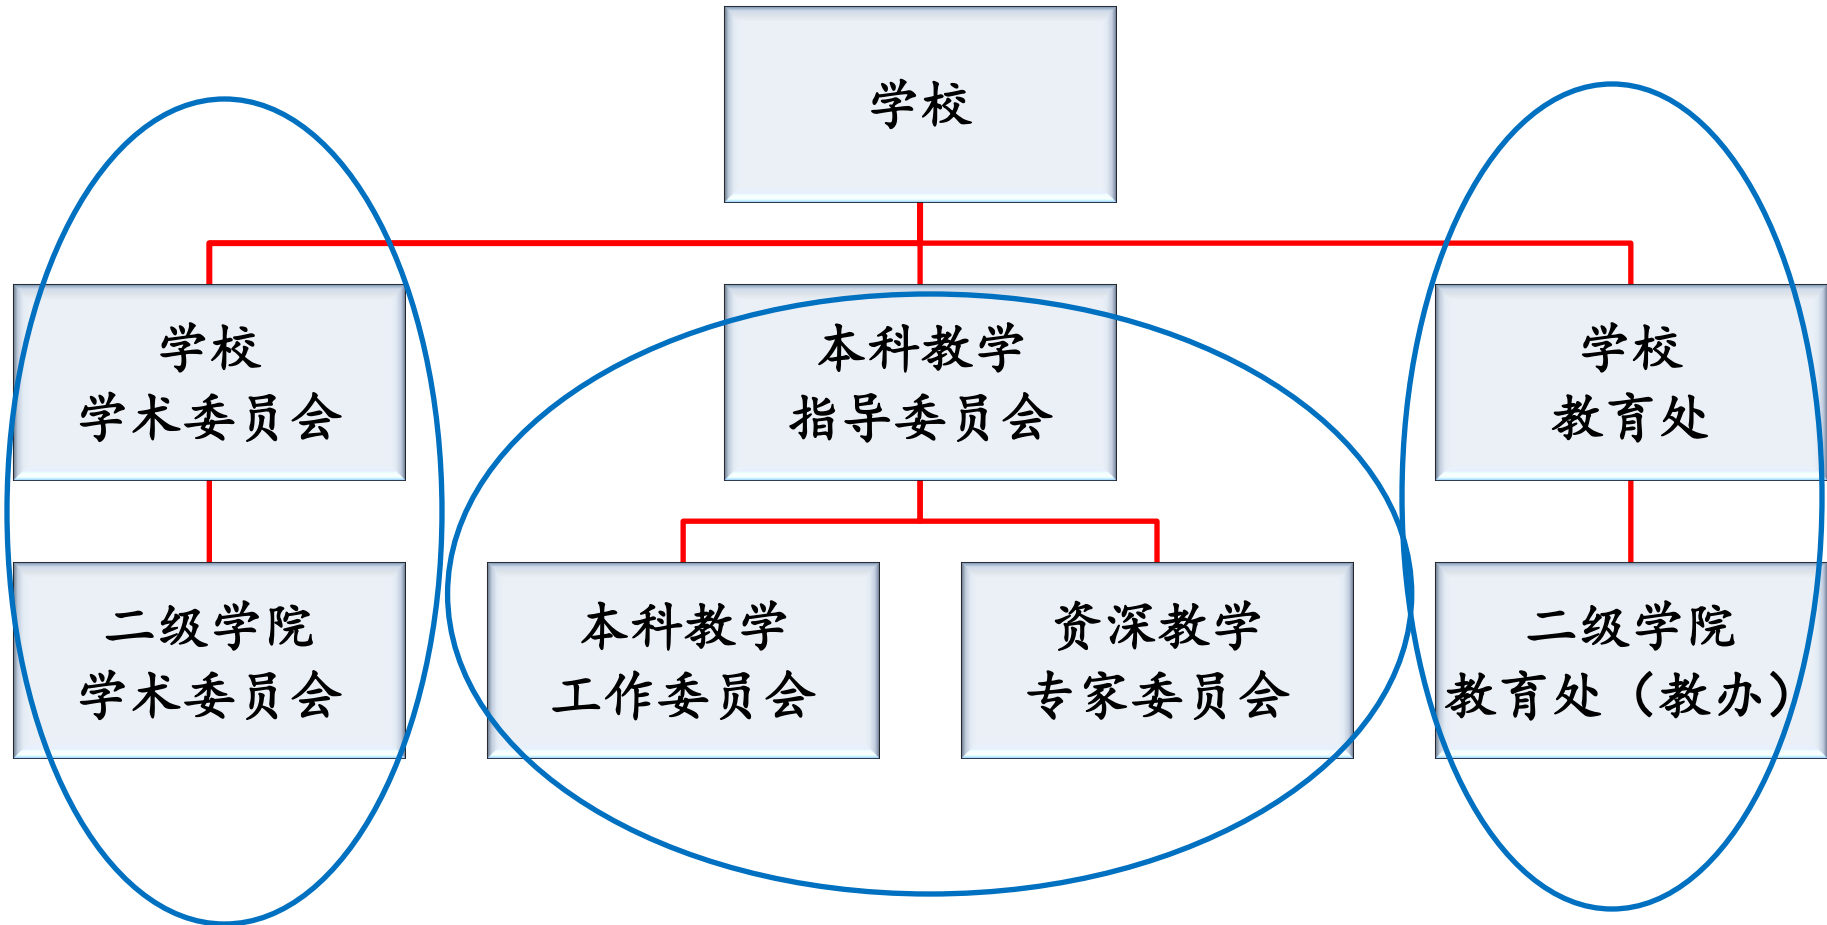 学校
学校
学术委员会
本科教学
指导委员会
学校
教育处
二级学院
学术委员会
本科教学
工作委员会
资深教学
专家委员会
二级学院
教育处（教办）